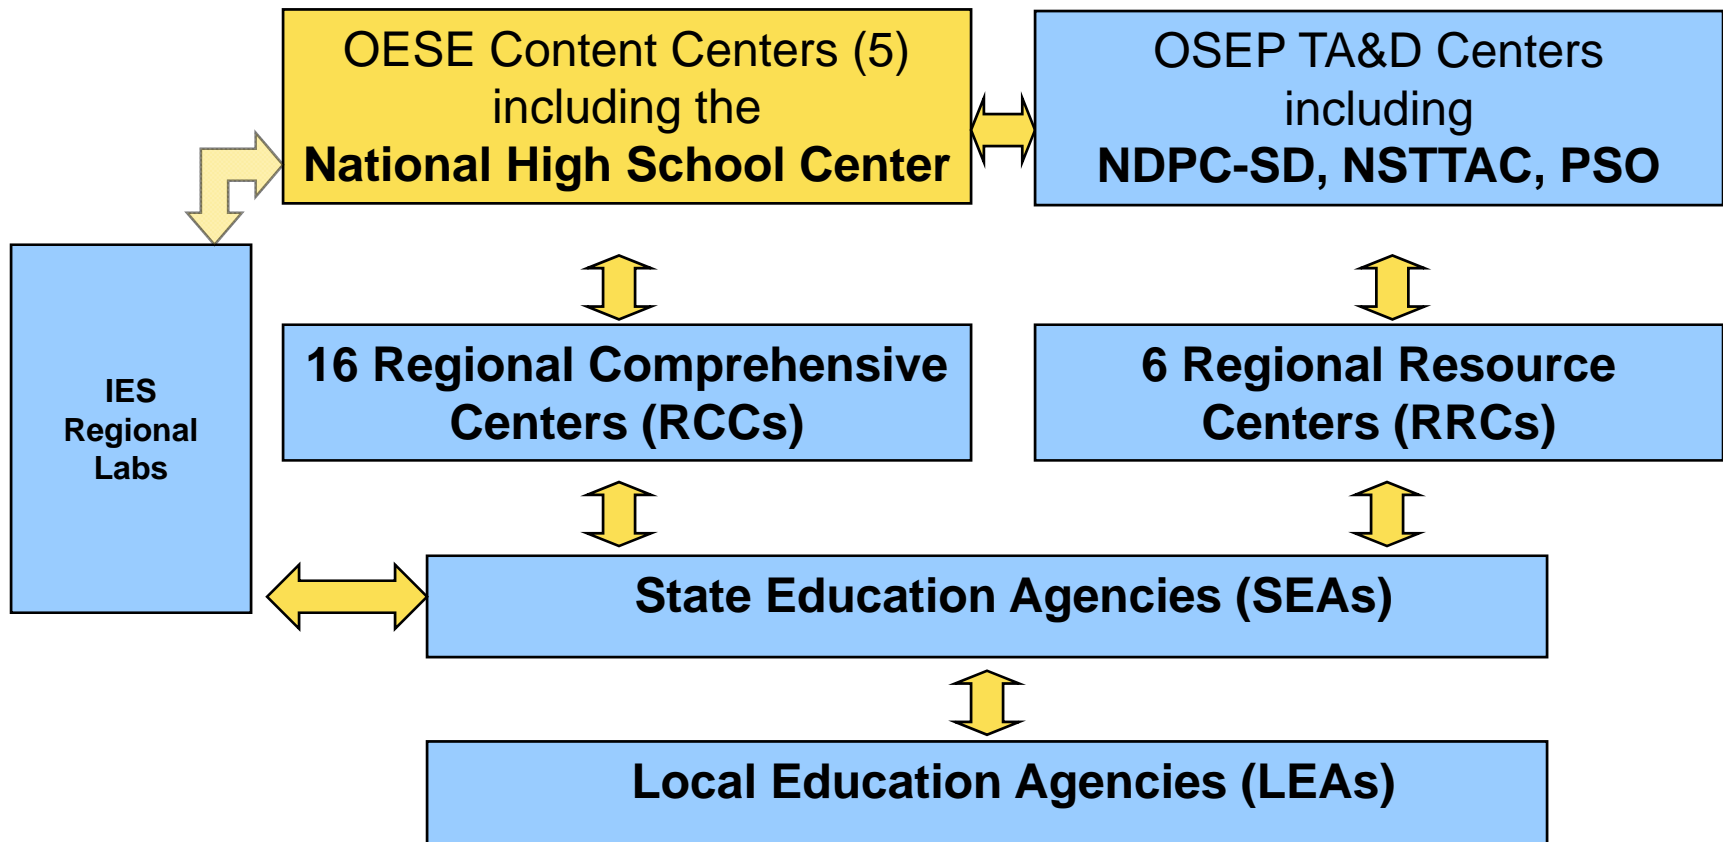 OESE Content Centers (5)
including the
National High School Center
OSEP TA&D Centers
including
NDPC-SD, NSTTAC, PSO
IES
Regional
Labs
16 Regional Comprehensive
Centers (RCCs)
6 Regional Resource
Centers (RRCs)
State Education Agencies (SEAs)
Local Education Agencies (LEAs)